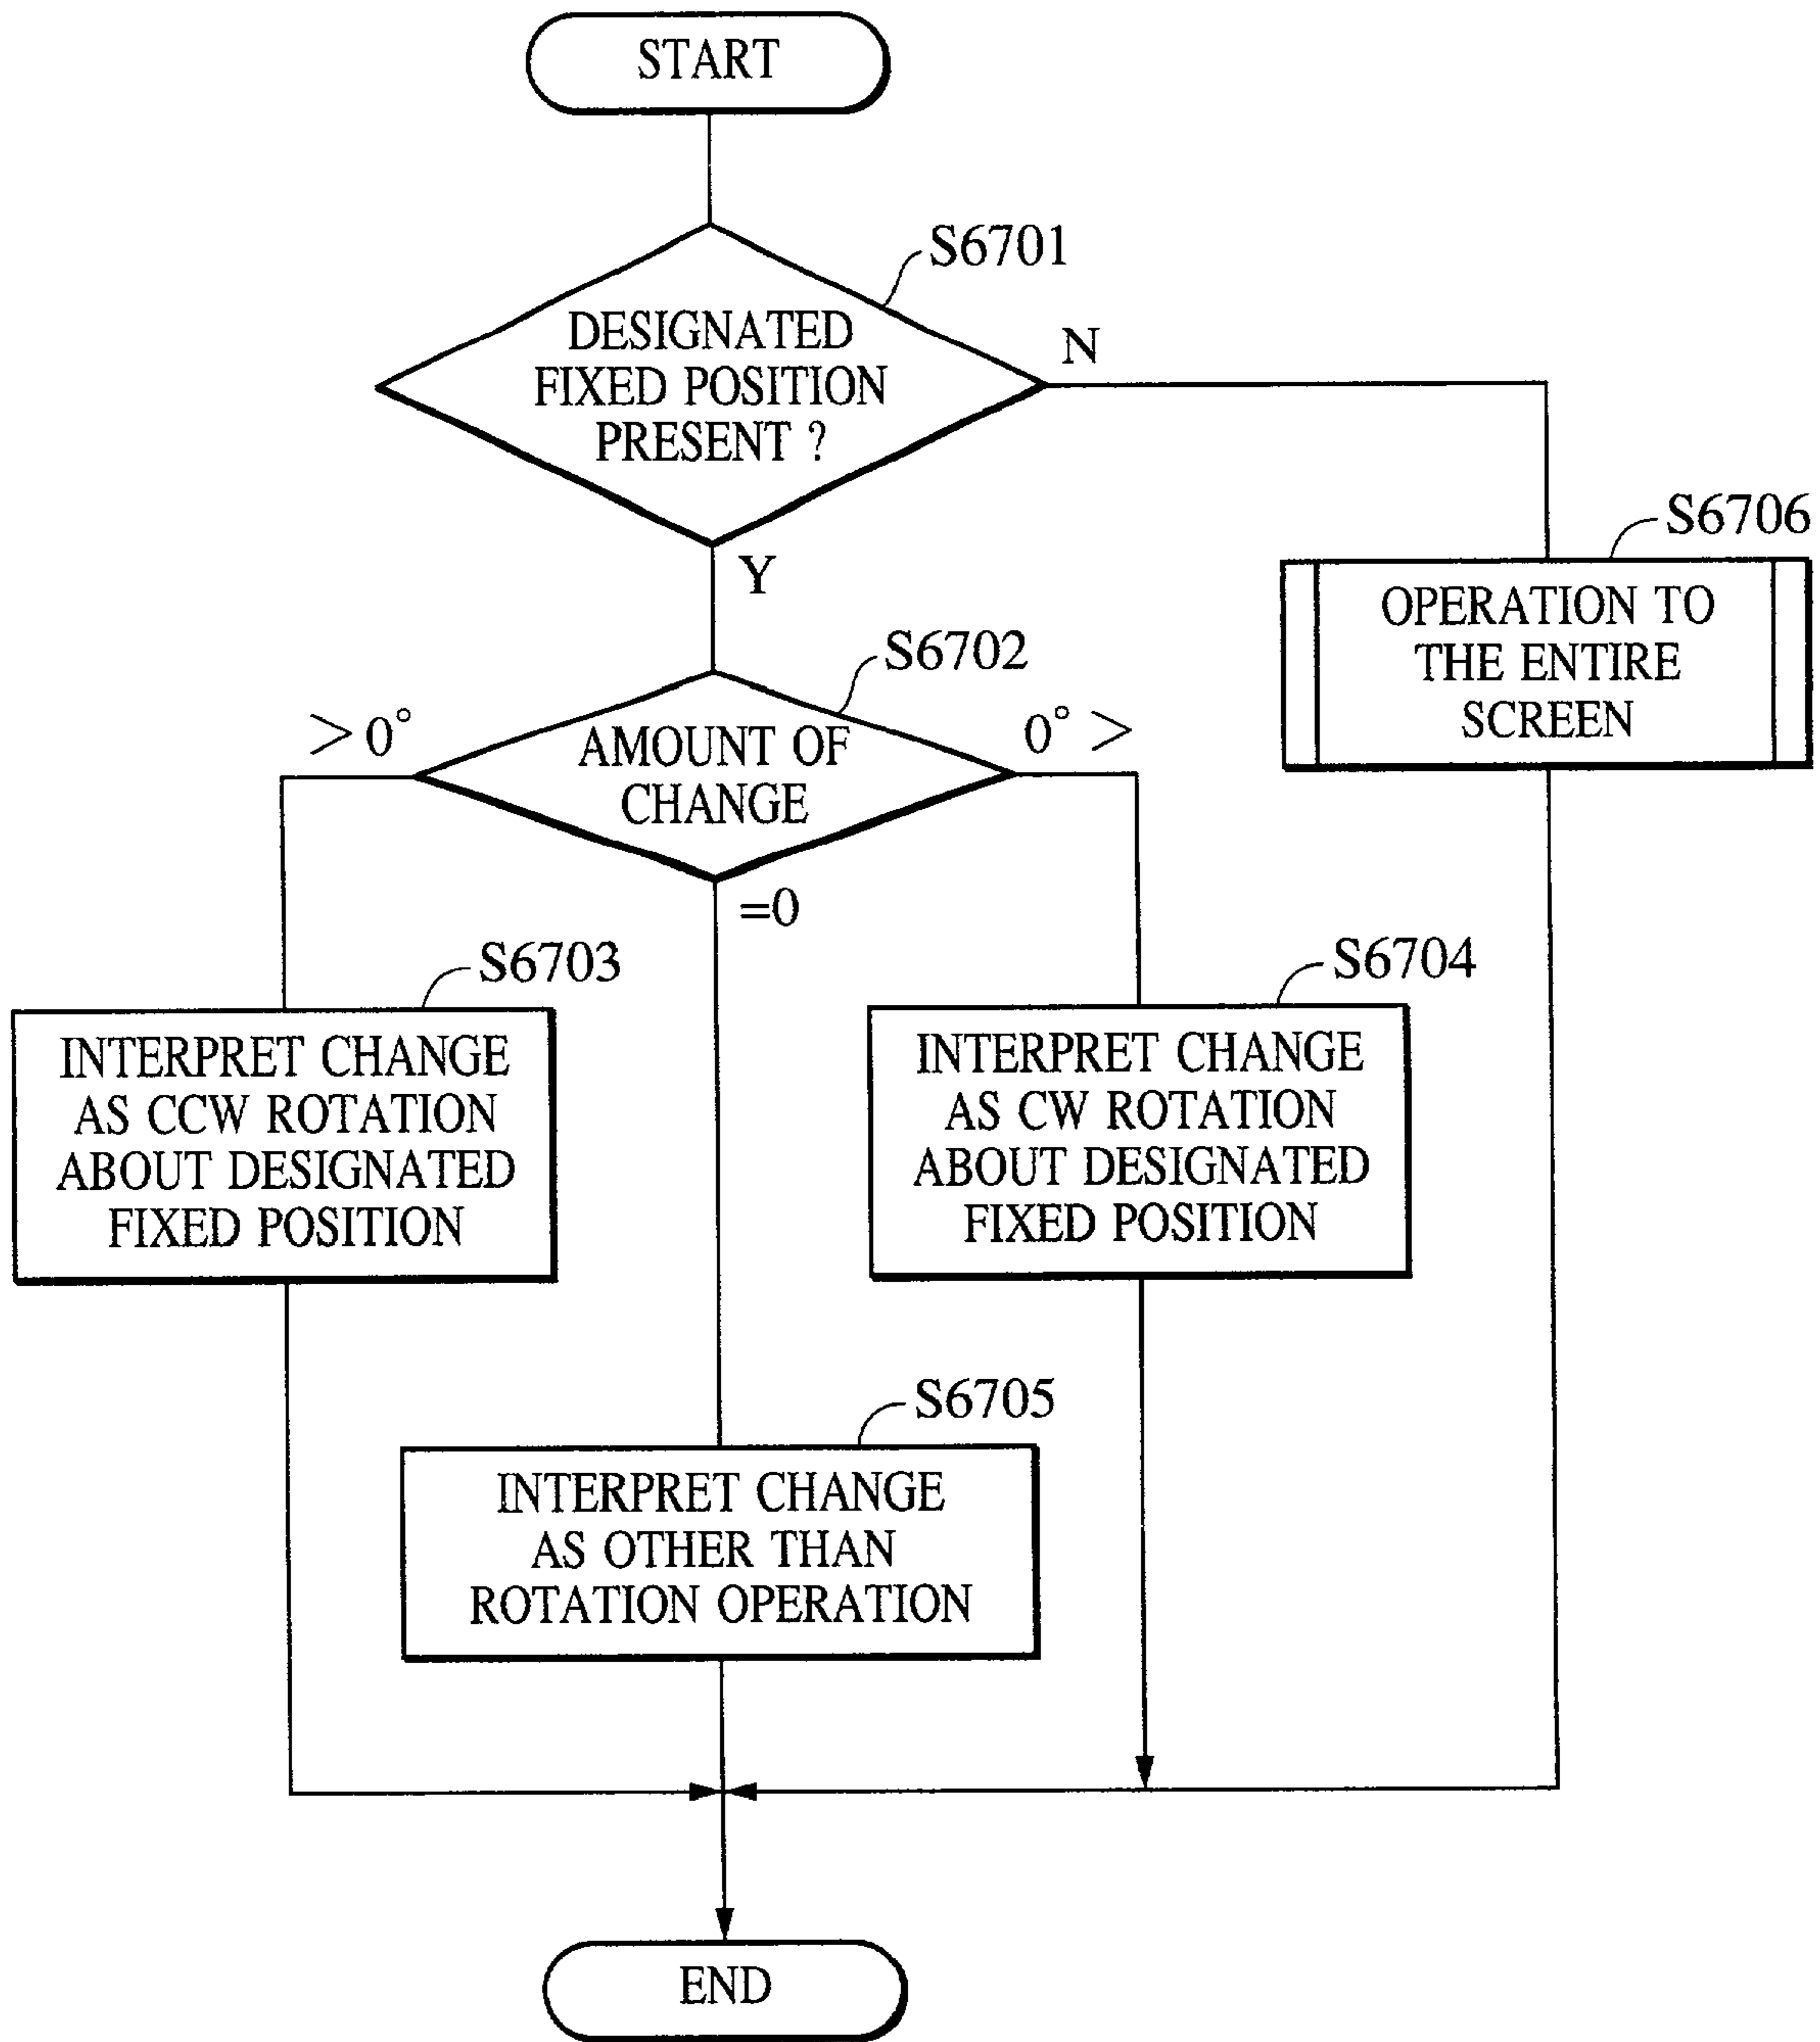 START
S6701
DESIGNATED
FIXED POSITION
PRESENT ?
N
Y
S6706
OPERATION TO
THE ENTIRE
SCREEN
S6702
>0°
AMOUNT OF
CHANGE
0°>
=0
S6703
INTERPRET CHANGE
AS CCW ROTATION
ABOUT DESIGNATED
FIXED POSITION
S6704
INTERPRET CHANGE
AS CW ROTATION
ABOUT DESIGNATED
FIXED POSITION
S6705
INTERPRET CHANGE
AS OTHER THAN
ROTATION OPERATION
END